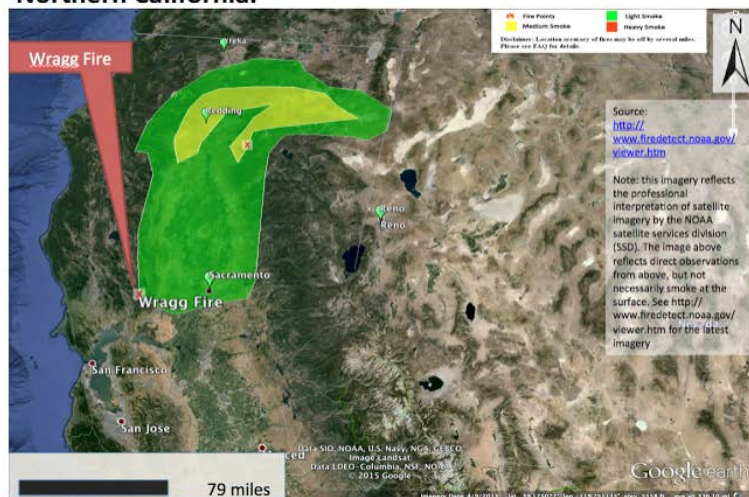 Northern California.
Wragg Fire
Fire Points
Medium Smoke
Light Smoke
Heavy Smoke
Disclaimer: Location accuracy of fires may be off by several miles.
Please see FAQ for details.
N
Yreka
Redding
Reno
Reno
Sacramento
Wragg Fire
San Francisco
San Jose
Source:
http://
www.firedetect.noaa.gov/
viewer.htm
Note: this imagery reflects
the professional
interpretation of satellite
imagery by the NOAA
satellite services division
(SSD). The image above
reflects direct observations
from above, but not
necessarily smoke at the
surface. See http://
www.firedetect.noaa.gov/
viewer.htm for the latest
imagery
Data SIO, NOAA, U.S. Navy, NGA, GEBCO
Image Landsat
Data LDEO-Columbia, NSF, NOAA
© 2015 Google
Google earth
79 miles